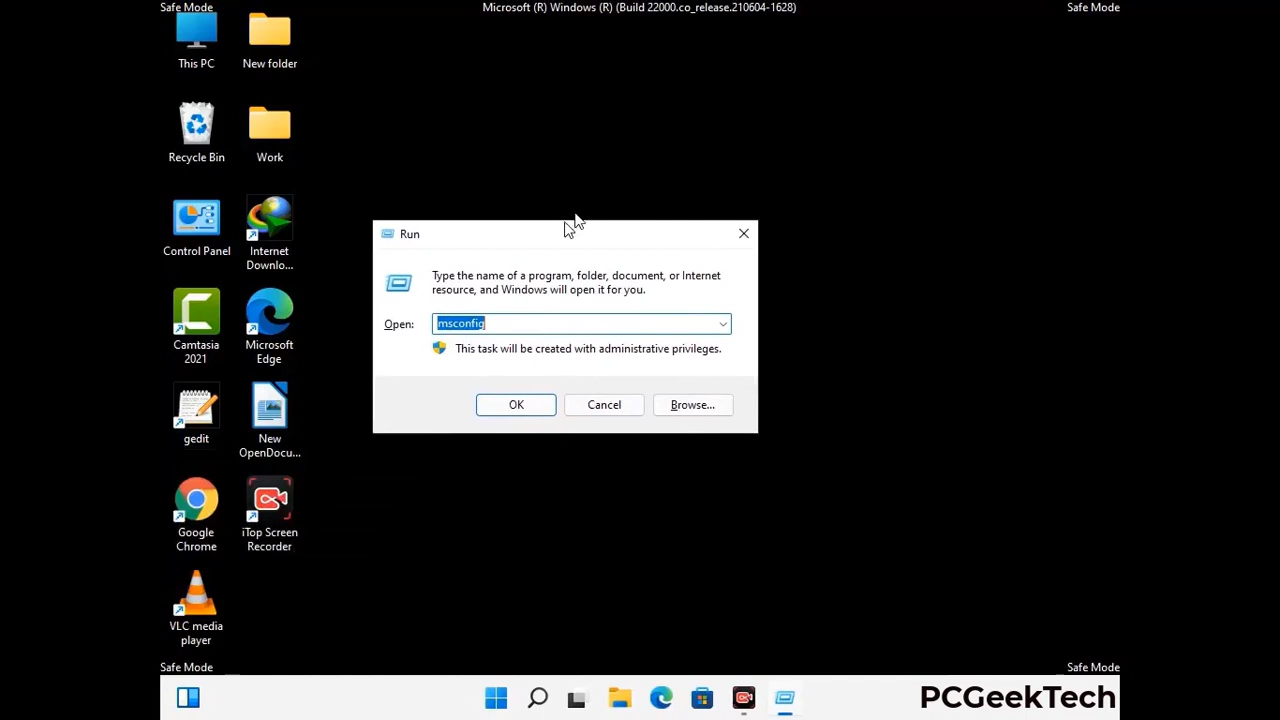 Safe Mode
Microsoft (R) Windows (R) (Build 22000.co_release.210604-1628)
Safe Mode
This PC
New folder
Recycle Bin
Work
Control Panel
Internet
Downlo...
Camtasia
2021
Microsoft
Edge
gedit
New
OpenDocu...
Google
Chrome
iTop Screen
Recorder
VLC media
player
Run
Type the name of a program, folder, document, or Internet
resource, and Windows will open it for you.
Open: msconfig
This task will be created with administrative privileges.
OK Cancel Browse...
Safe Mode
Safe Mode
PCGeekTech